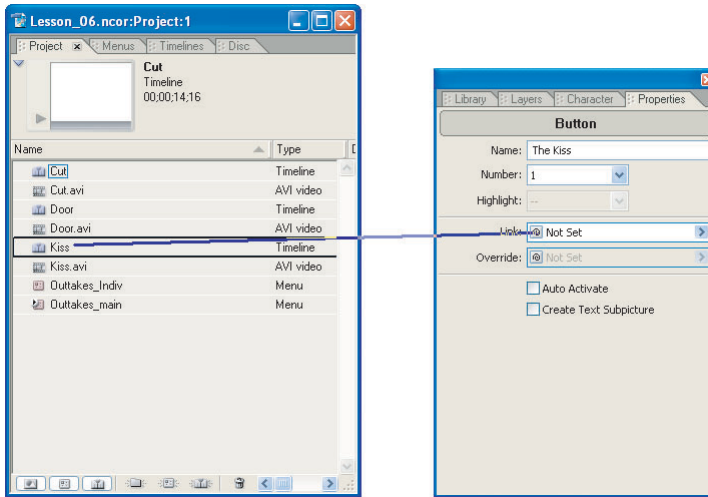 Lesson_06.ncor:Project:1
Project Menus Timelines Disc
Cut
Timeline
00;00;14;16
Name Type D
Cut Timeline
Cut.avi AVI video
Door Timeline
Door.avi AVI video
Kiss Timeline
Kiss.avi AVI video
Outtakes_Indiv Menu
Outtakes_main Menu
Library Layers Character Properties
Button
Name: The Kiss
Number: 1
Highlight: --
Link: Not Set
Override: Not Set
Auto Activate
Create Text Subpicture